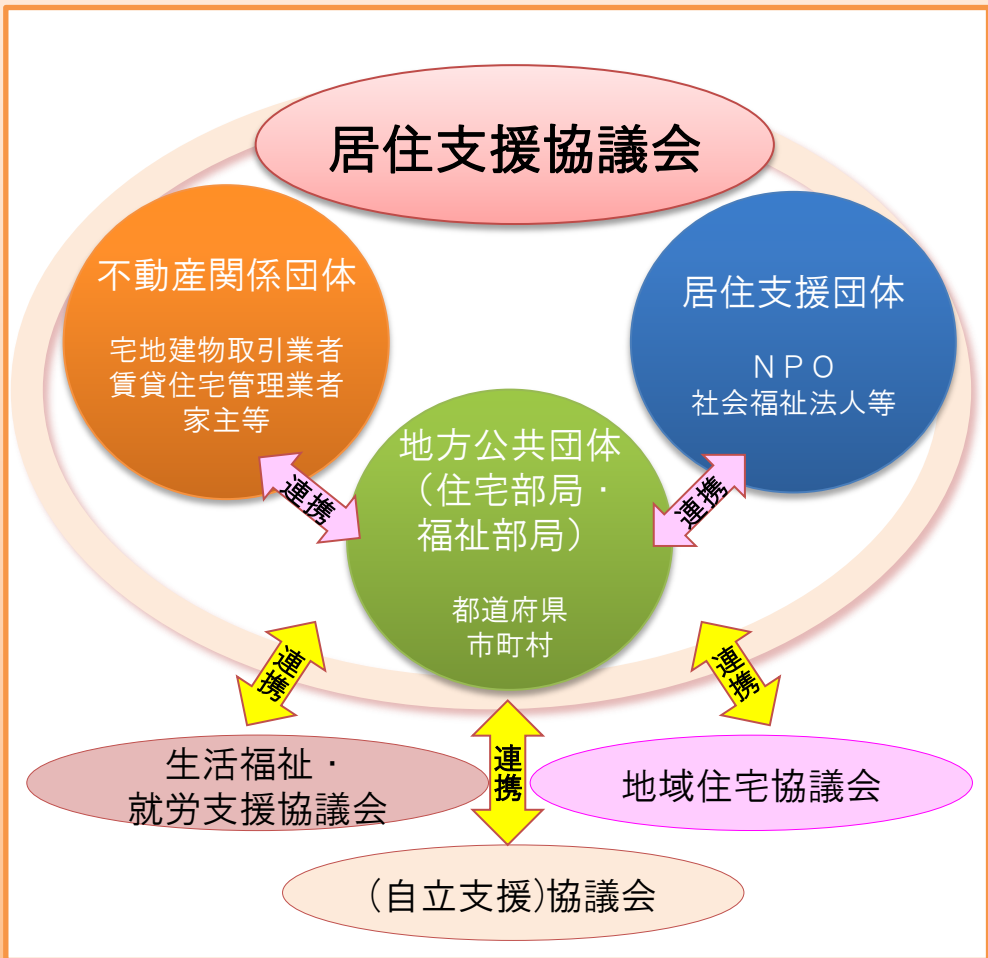 居住支援協議会
不動産関係団体
宅地建物取引業者
賃貸住宅管理業者
家主等
居住支援団体
ＮＰＯ
社会福祉法人等
地方公共団体
（住宅部局・
福祉部局）
都道府県
市町村
連携
連携
連携
連携
連携
生活福祉・
就労支援協議会
地域住宅協議会
（自立支援）協議会